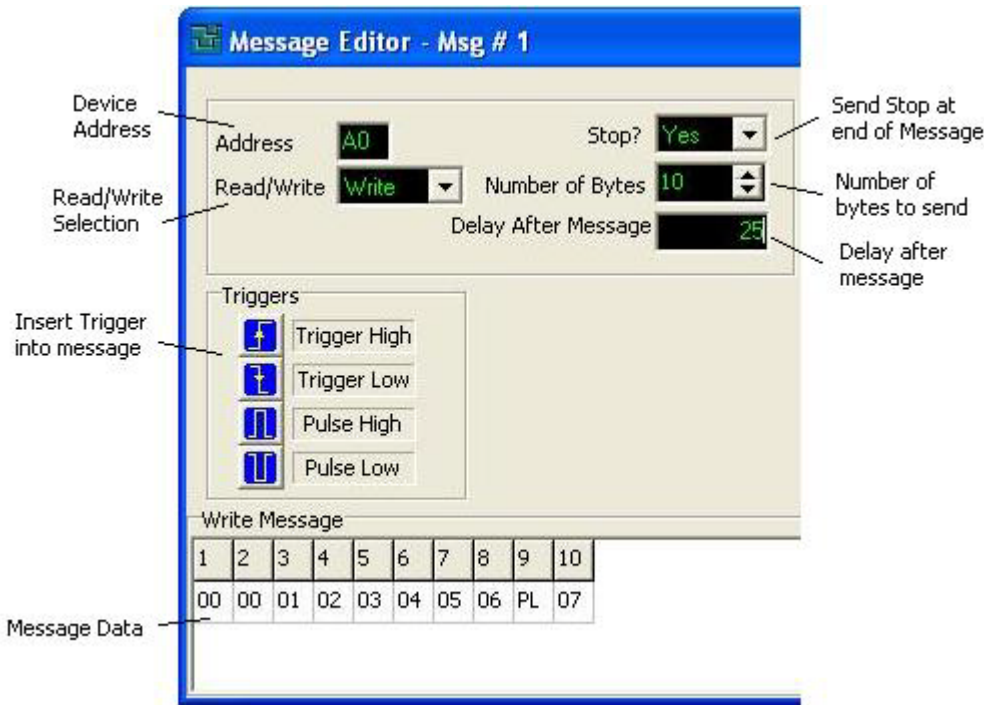 Message Editor - Msg # 1
Device
Address
Address A0
Stop? Yes
Send Stop at
end of Message
Read/Write
Selection
Read/Write Write
Number of Bytes 10
Number of
bytes to send
Delay After Message 25
Delay after
message
Triggers
Insert Trigger
into message
Trigger High
Trigger Low
Pulse High
Pulse Low
Write Message
1 2 3 4 5 6 7 8 9 10
00 00 01 02 03 04 05 06 PL 07
Message Data